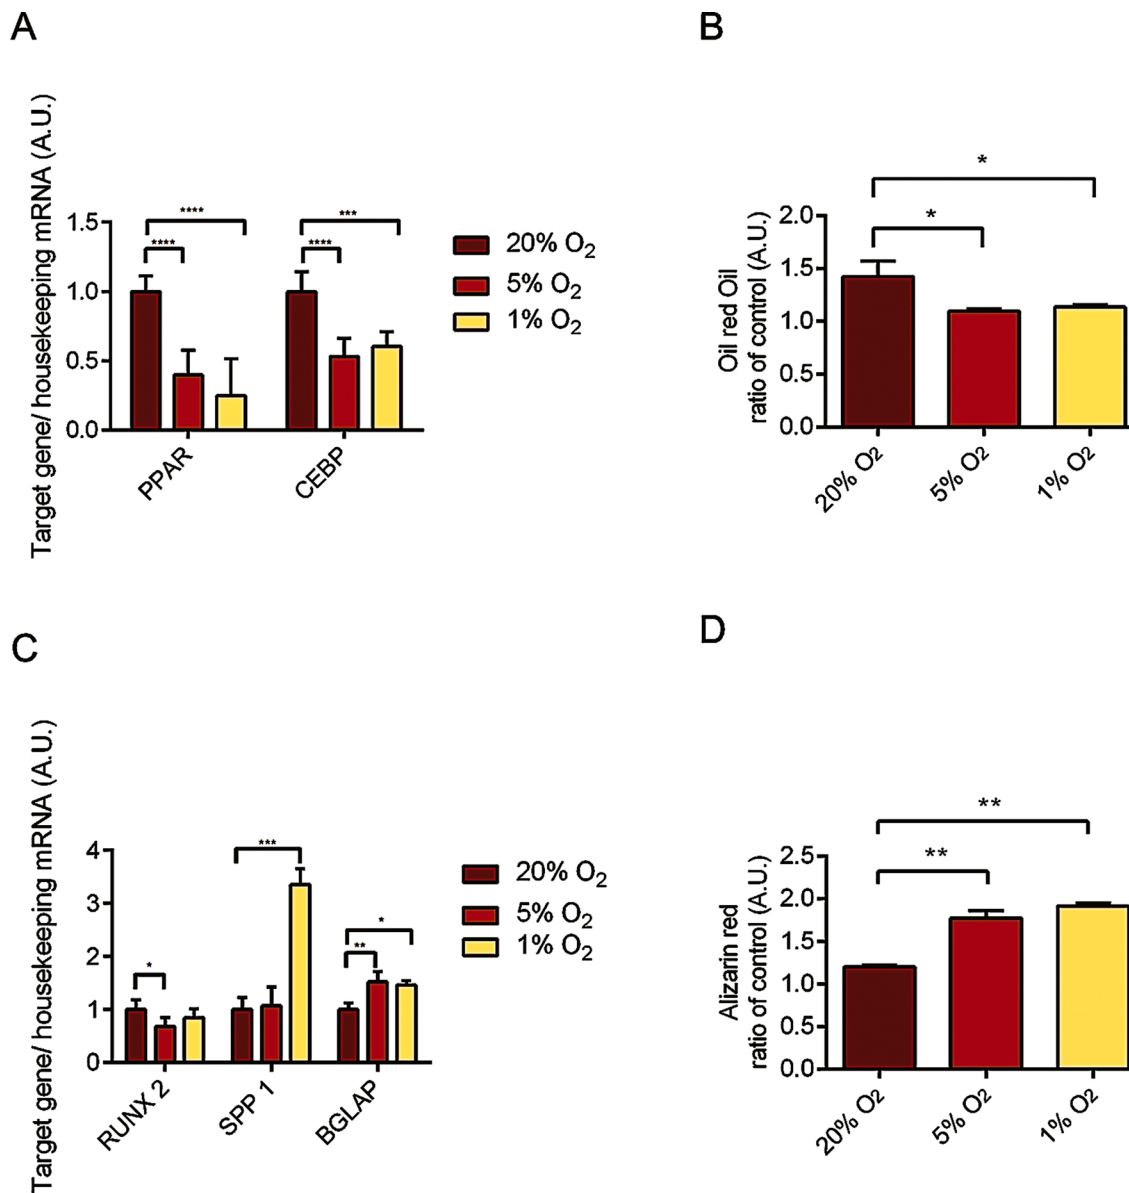 A
Target gene/ housekeeping mRNA (A.U.)
1.5
1.0
0.5
0.0
****
****
***
****
PPAR
CEBP
20% O2
5% O2
1% O2
B
Oil red Oil
ratio of control (A.U.)
2.0
1.5
1.0
0.5
0.0
*
*
20% O2
5% O2
1% O2
C
Target gene/ housekeeping mRNA (A.U.)
4
3
2
1
0
*
***
**
*
RUNX 2
SPP 1
BGLAP
20% O2
5% O2
1% O2
D
Alizarin red
ratio of control (A.U.)
2.5
2.0
1.5
1.0
0.5
0.0
**
**
20% O2
5% O2
1% O2